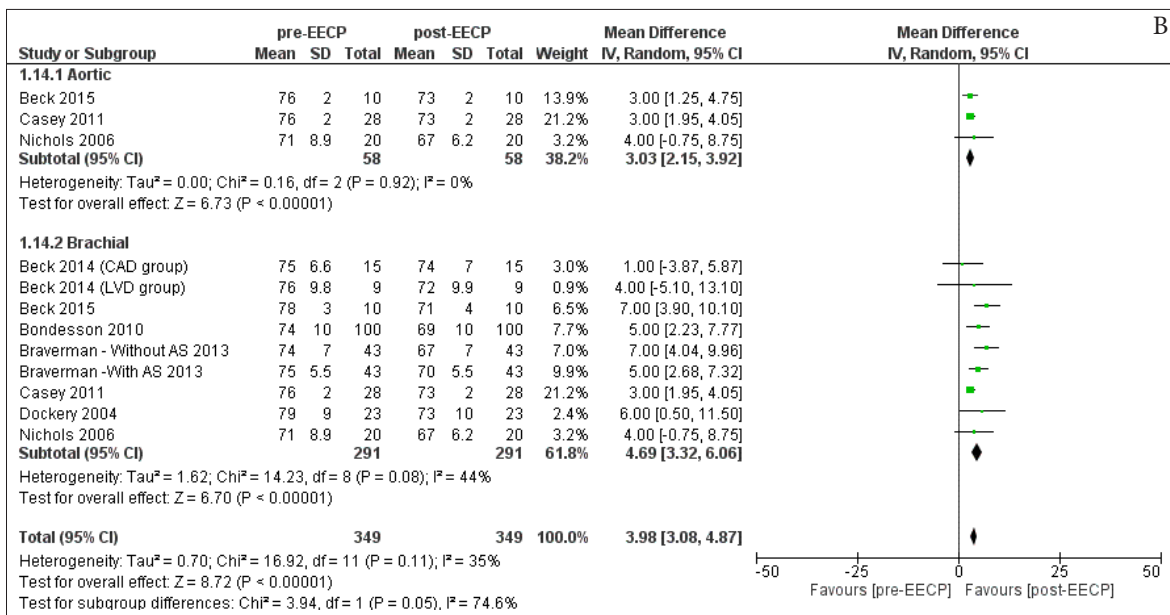 B
pre-EECP post-EECP Mean Difference Mean Difference
Study or Subgroup Mean SD Total Mean SD Total Weight IV, Random, 95% CI IV, Random, 95% CI
1.14.1 Aortic
Beck 2015 76 2 10 73 2 10 13.9% 3.00 [1.25, 4.75]
Casey 2011 76 2 28 73 2 28 21.2% 3.00 [1.95, 4.05]
Nichols 2006 71 8.9 20 67 6.2 20 3.2% 4.00 [-0.75, 8.75]
Subtotal (95% CI) 58 58 38.2% 3.03 [2.15, 3.92]
Heterogeneity: Tau² = 0.00; Chi² = 0.16, df = 2 (P = 0.92); I² = 0%
Test for overall effect: Z = 6.73 (P < 0.00001)
1.14.2 Brachial
Beck 2014 (CAD group) 75 6.6 15 74 7 15 3.0% 1.00 [-3.87, 5.87]
Beck 2014 (LVD group) 76 9.8 9 72 9.9 9 0.9% 4.00 [-5.10, 13.10]
Beck 2015 78 3 10 71 4 10 6.5% 7.00 [3.90, 10.10]
Bondesson 2010 74 10 100 69 10 100 7.7% 5.00 [2.23, 7.77]
Braverman - Without AS 2013 74 7 43 67 7 43 7.0% 7.00 [4.04, 9.96]
Braverman -With AS 2013 75 5.5 43 70 5.5 43 9.9% 5.00 [2.68, 7.32]
Casey 2011 76 2 28 73 2 28 21.2% 3.00 [1.95, 4.05]
Dockery 2004 79 9 23 73 10 23 2.4% 6.00 [0.50, 11.50]
Nichols 2006 71 8.9 20 67 6.2 20 3.2% 4.00 [-0.75, 8.75]
Subtotal (95% CI) 291 291 61.8% 4.69 [3.32, 6.06]
Heterogeneity: Tau² = 1.62; Chi² = 14.23, df = 8 (P = 0.08); I² = 44%
Test for overall effect: Z = 6.70 (P < 0.00001)
Total (95% CI) 349 349 100.0% 3.98 [3.08, 4.87]
Heterogeneity: Tau² = 0.70; Chi² = 16.92, df = 11 (P = 0.11); I² = 35%
Test for overall effect: Z = 8.72 (P < 0.00001)
Test for subgroup differences: Chi² = 3.94, df = 1 (P = 0.05), I² = 74.6%
-50 -25 0 25 50
Favours [pre-EECP] Favours [post-EECP]